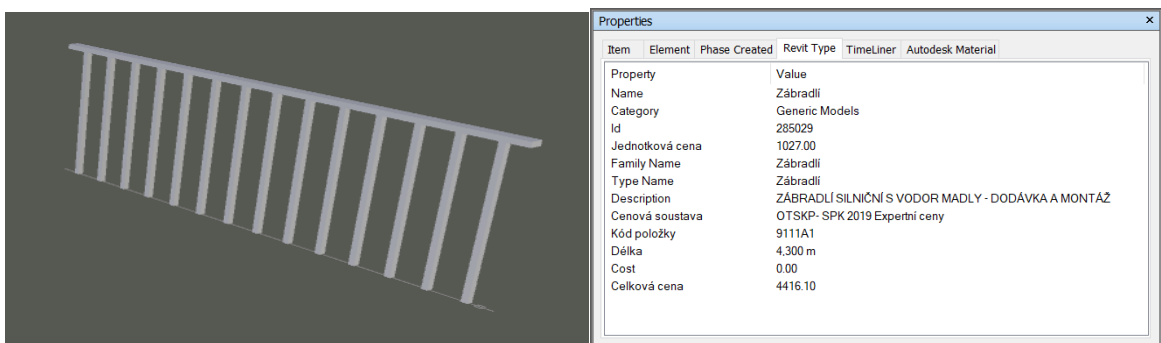 Properties
Item Element Phase Created Revit Type TimeLiner Autodesk Material
Property Value
Name Zábradlí
Category Generic Models
Id 285029
Jednotková cena 1027.00
Family Name Zábradlí
Type Name Zábradlí
Description ZÁBRADLÍ SILNIČNÍ S VODOR MADLY - DODÁVKA A MONTÁŽ
Cenová soustava OTSKP- SPK 2019 Expertní ceny
Kód položky 9111A1
Délka 4,300 m
Cost 0.00
Celková cena 4416.10